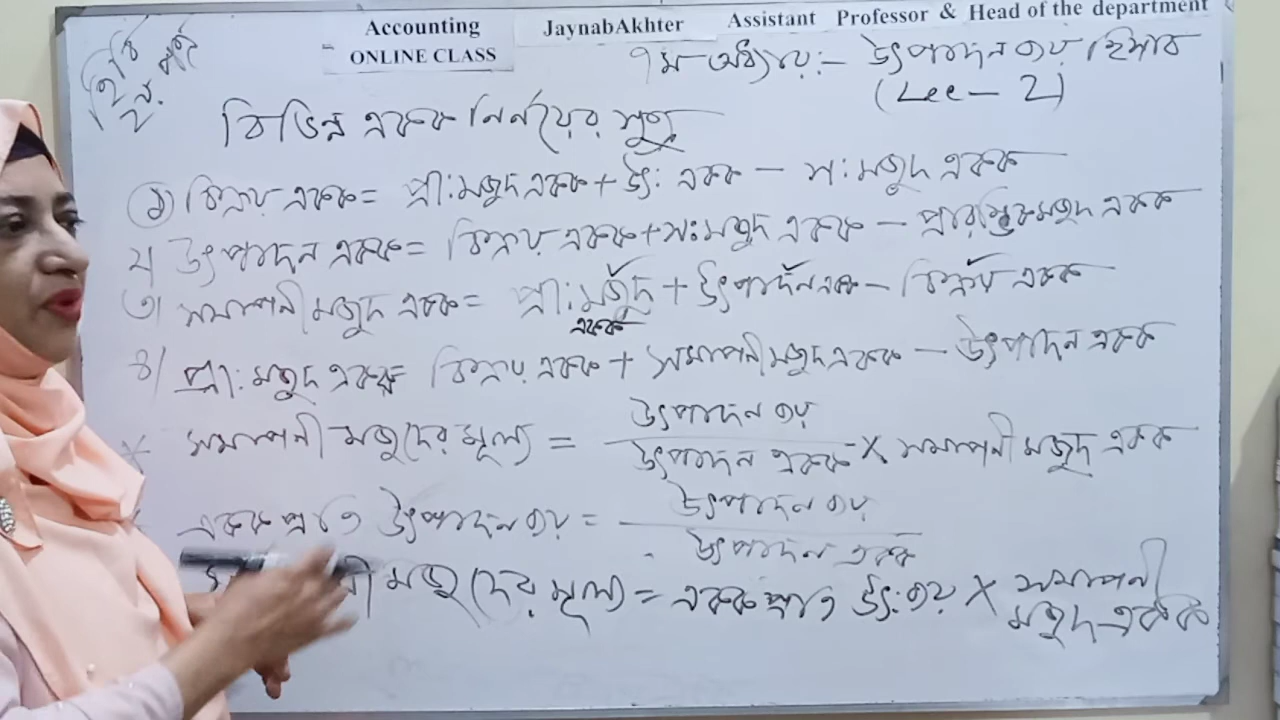 Accounting JaynabAkhter Assistant Professor & Head of the department
ONLINE CLASS
৭ম অধ্যায়:- উৎপাদন ব্যয় হিসাব
(Lec- 2)
২য় পত্র
বিভিন্ন একক নির্ণয়ের সূত্র
১) বিক্রয় একক= প্রা:মজুদ একক+ উৎ: একক - স:মজুদ একক
২) উৎপাদন একক= বিক্রয় একক+স:মজুদ একক - প্রারম্ভিকমজুদ একক
৩) সমাপনী মজুদ একক= প্রা:মজুদ + উৎপাদন একক - বিক্রয় একক
একক
৪) প্রা:মজুদ একক বিক্রয় একক + সমাপনী মজুদ একক - উৎপাদন একক
* সমাপনী মজুদের মূল্য = উৎপাদন ব্যয়
উৎপাদন একক × সমাপনী মজুদ একক
একক প্রতি উৎপাদন ব্যয় = উৎপাদন ব্যয়
উৎপাদন একক
মজুদের মূল্য = একক প্রতি উৎ:ব্যয় × সমাপনী
মজুদ একক